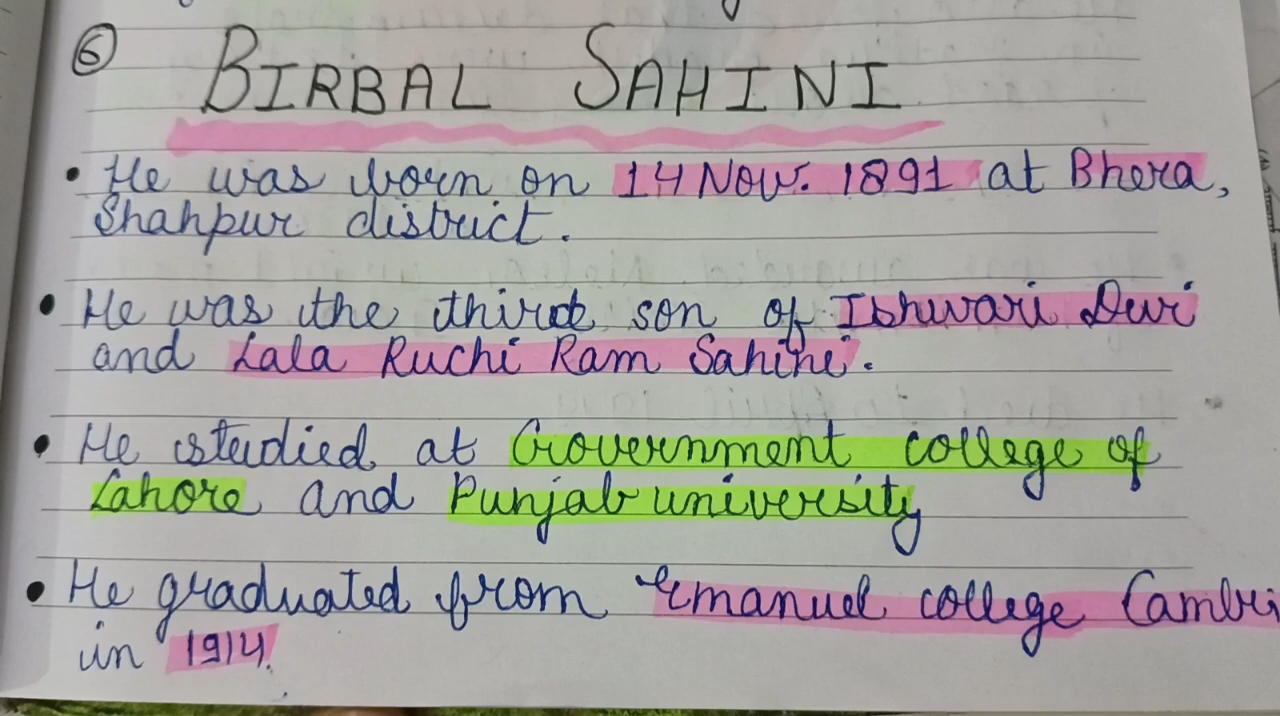 6 BIRBAL SAHINI
• He was born on 14 Nov. 1891 at Bhera,
Shahpur district.
• He was the third son of Ishwari Devi
and Lala Ruchi Ram Sahini.
• He studied at Government college of
Lahore and Punjab university
• He graduated from Emanuel college Cambri
in 1914.